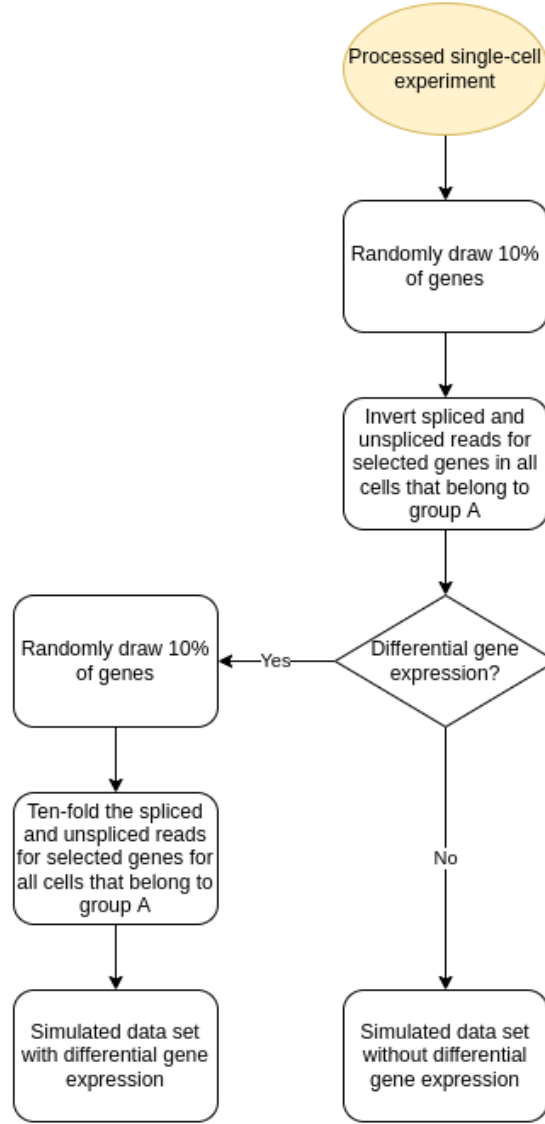 Processed single-cell
experiment
Randomly draw 10%
of genes
Invert spliced and
unspliced reads for
selected genes in all
cells that belong to
group A
Differential gene
expression?
Yes
No
Randomly draw 10%
of genes
Ten-fold the spliced
and unspliced reads
for selected genes for
all cells that belong to
group A
Simulated data set
with differential gene
expression
Simulated data set
without differential
gene expression